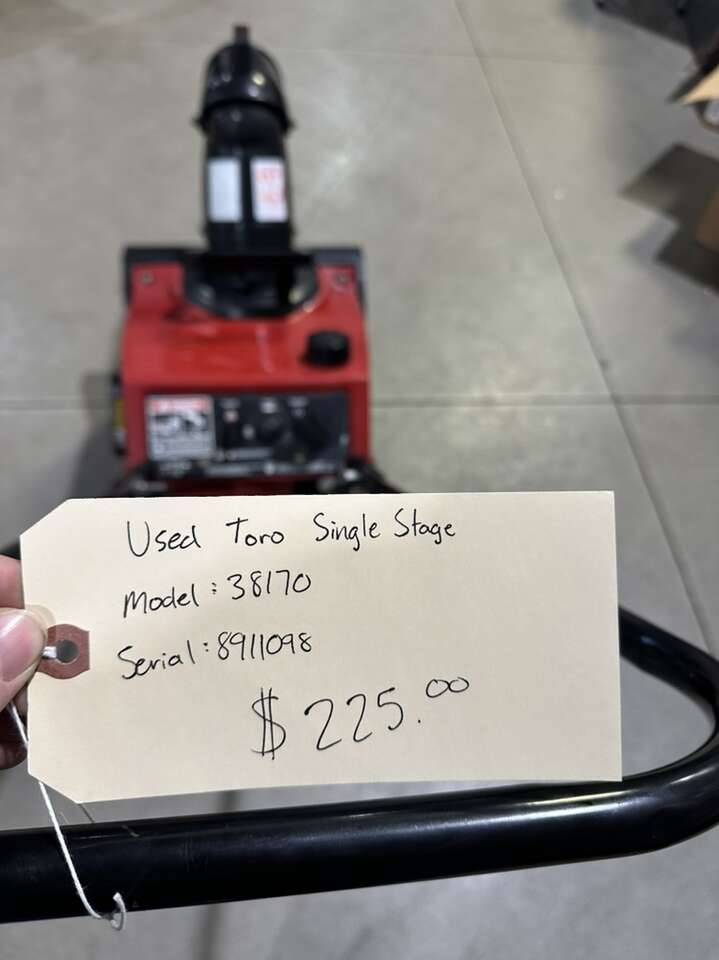 Used Toro Single Stage
Model: 38170
Serial: 8911098
$225.00